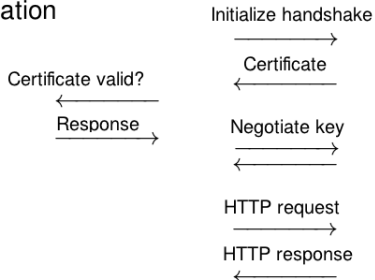 ation
Initialize handshake
Certificate
Certificate valid?
Response
Negotiate key
HTTP request
HTTP response